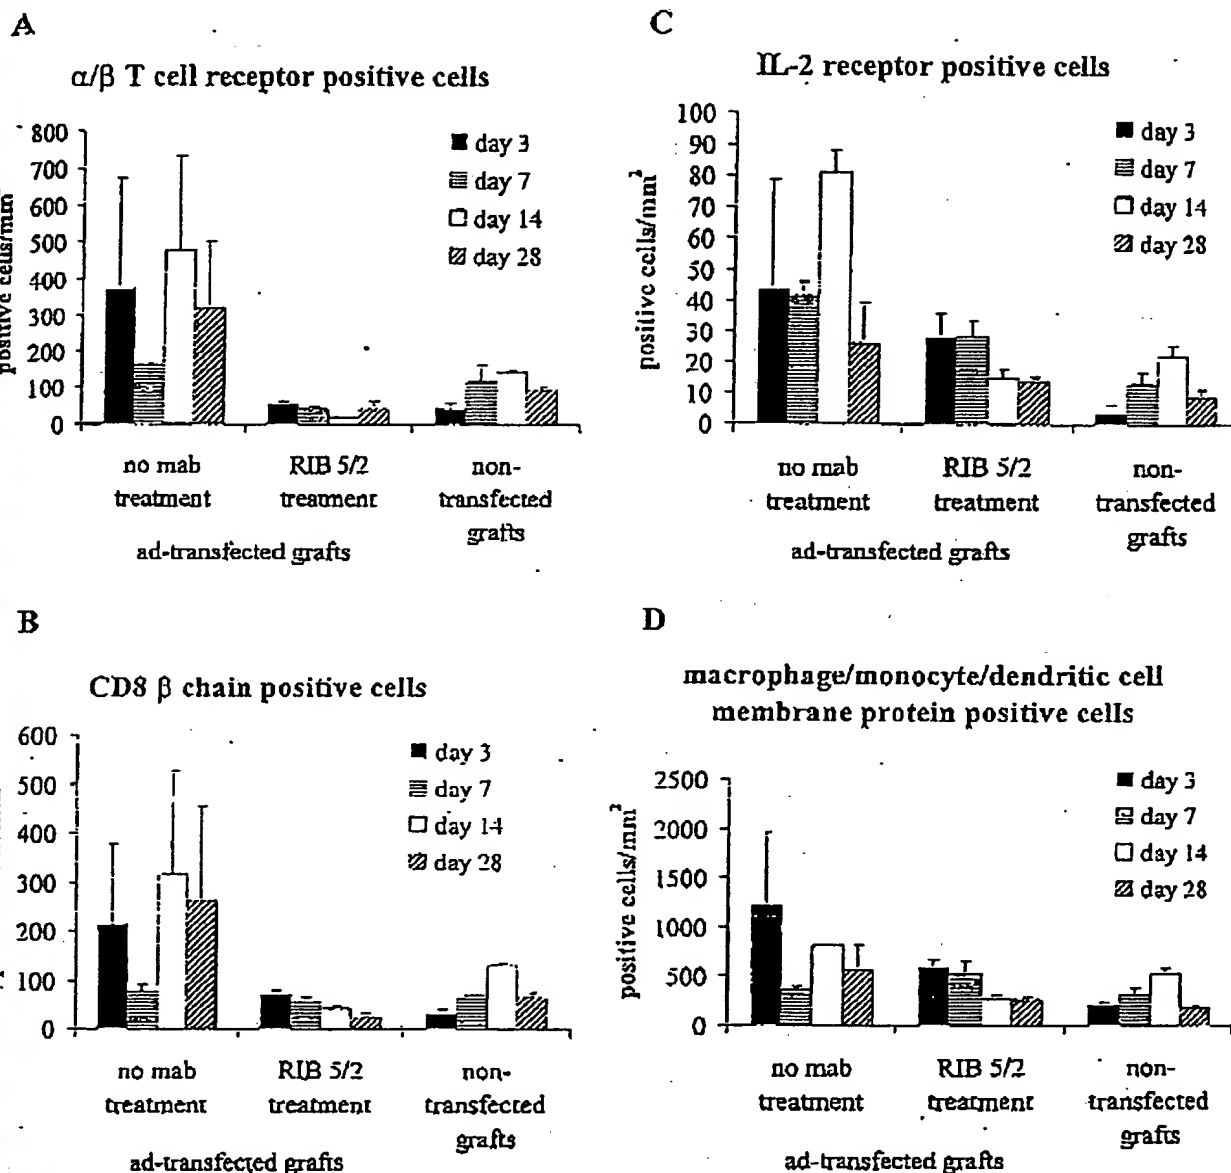 A
α/β T cell receptor positive cells
800
700
600
500
400
300
200
100
0
positive cells/mm
day 3
day 7
day 14
day 28
no mab
treatment
RIB 5/2
treatment
non-
transfected
grafts
ad-transfected grafts
C
IL-2 receptor positive cells
100
90
80
70
60
50
40
30
20
10
0
positive cells/mm²
day 3
day 7
day 14
day 28
no mab
treatment
RIB 5/2
treatment
non-
transfected
grafts
ad-transfected grafts
B
CD8 β chain positive cells
600
500
400
300
200
100
0
day 3
day 7
day 14
day 28
no mab
treatment
RIB 5/2
treatment
non-
transfected
grafts
ad-transfected grafts
D
macrophage/monocyte/dendritic cell
membrane protein positive cells
2500
2000
1500
1000
500
0
positive cells/mm²
day 3
day 7
day 14
day 28
no mab
treatment
RIB 5/2
treatment
non-
transfected
grafts
ad-transfected grafts